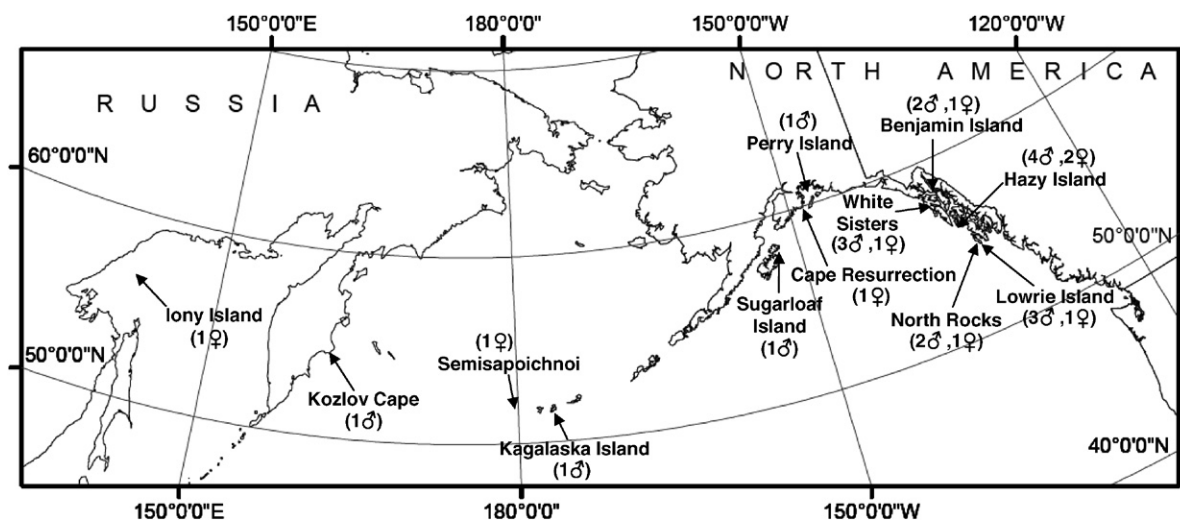 150°0'0"E
180°0'0"
150°0'0"W
120°0'0"W
NORTH AMERICA
RUSSIA
(2♂,1♀)
Benjamin Island
(1♂)
Perry Island
60°0'0"N
(4♂,2♀)
Hazy Island
White
Sisters
(3♂,1♀)
50°0'0"N
Cape Resurrection
(1♀)
Sugarloaf
Island
(1♂)
Lowrie Island
(3♂,1♀)
North Rocks
(2♂,1♀)
Iony Island
(1♀)
50°0'0"N
(1♀)
Semisapoichnoi
Kozlov Cape
(1♂)
Kagalaska Island
(1♂)
40°0'0"N
150°0'0"E
180°0'0"
150°0'0"W